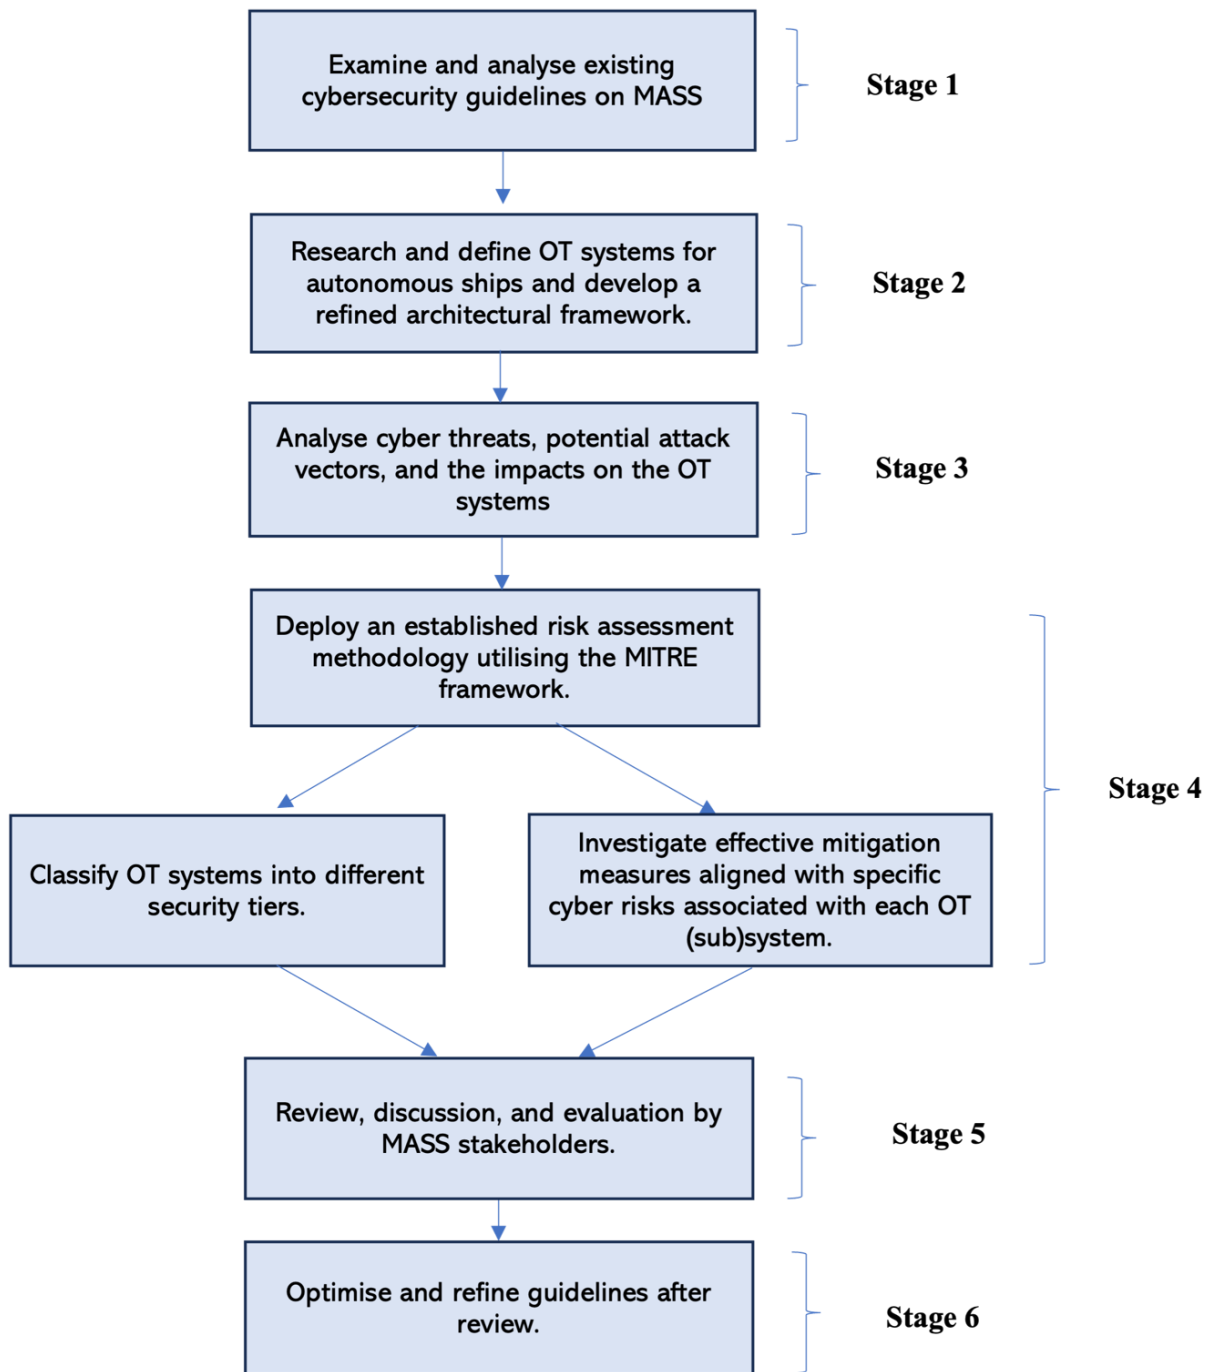 Examine and analyse existing
cybersecurity guidelines on MASS
Stage 1
Research and define OT systems for
autonomous ships and develop a
refined architectural framework.
Stage 2
Analyse cyber threats, potential attack
vectors, and the impacts on the OT
systems
Stage 3
Deploy an established risk assessment
methodology utilising the MITRE
framework.
Classify OT systems into different
security tiers.
Investigate effective mitigation
measures aligned with specific
cyber risks associated with each OT
(sub)system.
Stage 4
Review, discussion, and evaluation by
MASS stakeholders.
Stage 5
Optimise and refine guidelines after
review.
Stage 6